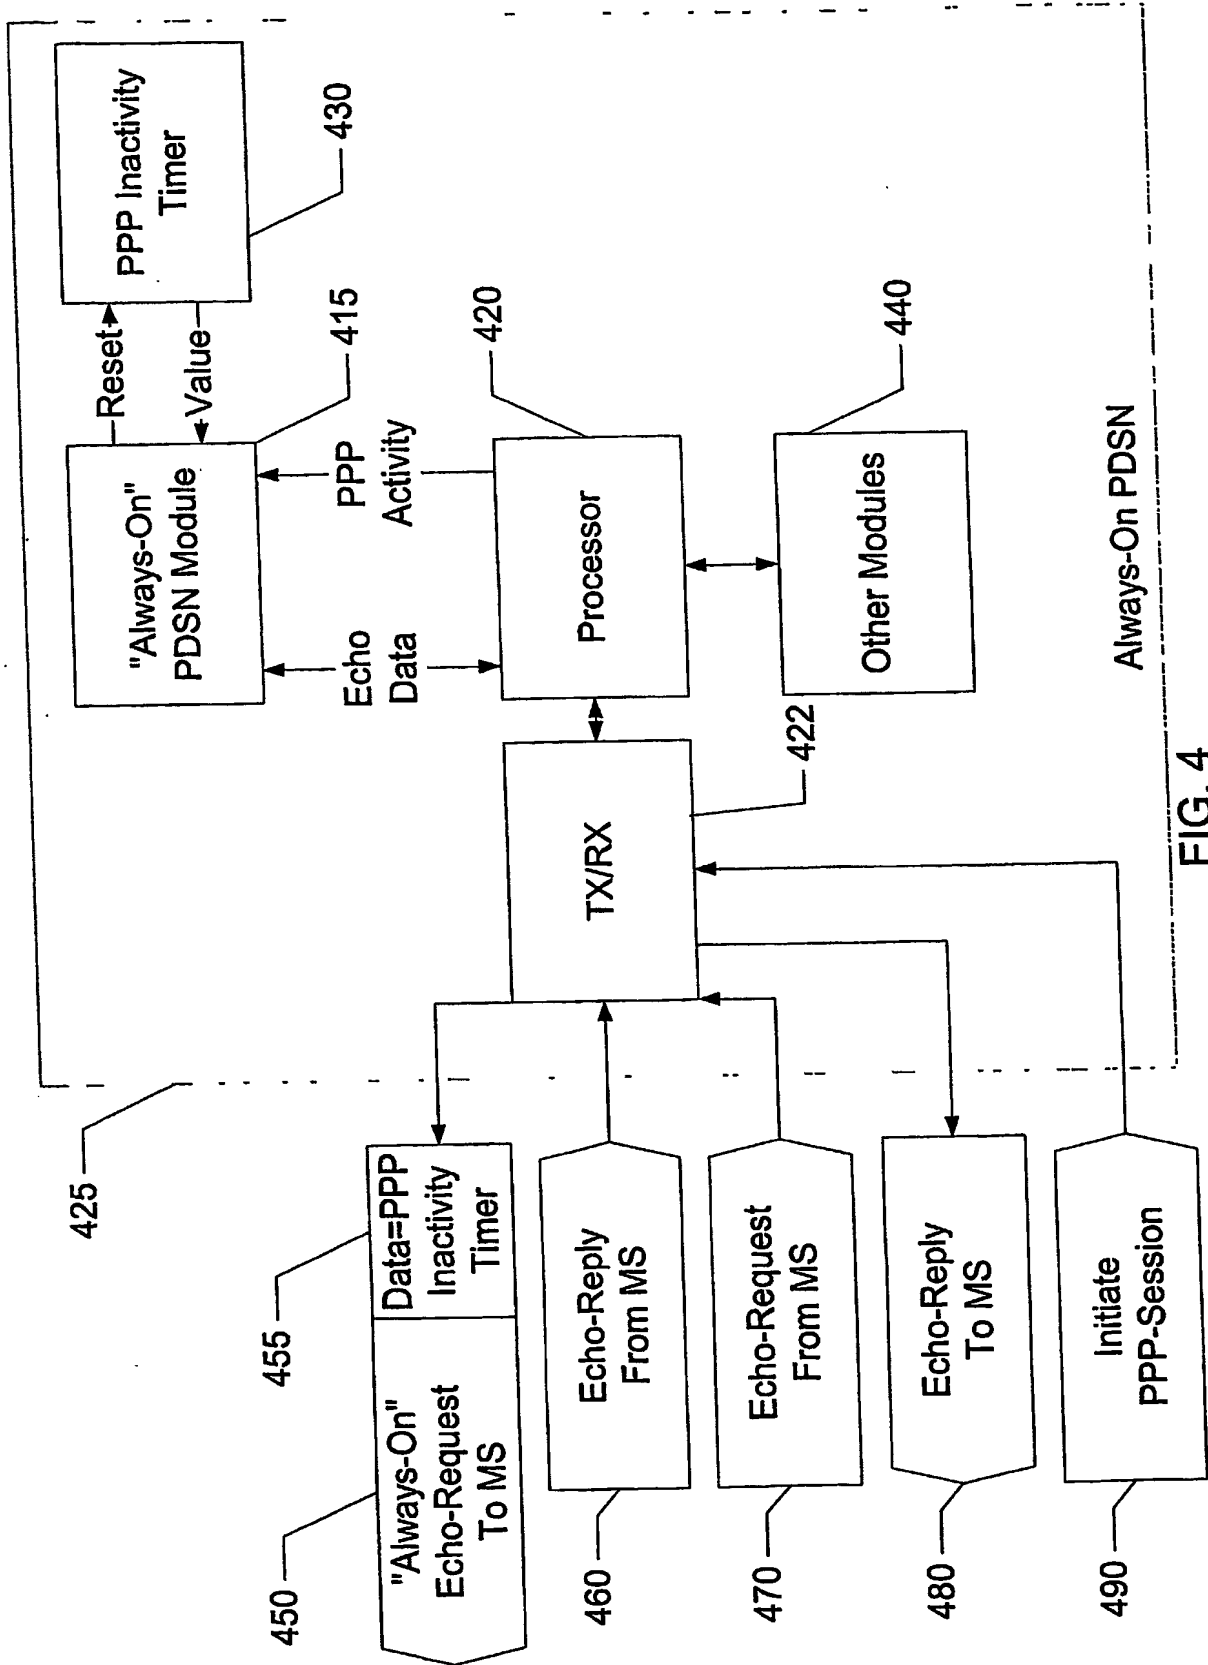 425
455
450
Data=PPP
Inactivity
Timer
"Always-On"
Echo-Request
To MS
460
Echo-Reply
From MS
470
Echo-Request
From MS
480
Echo-Reply
To MS
490
Initiate
PPP-Session
TX/RX
422
"Always-On"
PDSN Module
415
Reset
Value
PPP Inactivity
Timer
430
Echo
Data
PPP
Activity
Processor
420
Other Modules
440
Always-On PDSN
FIG. 4